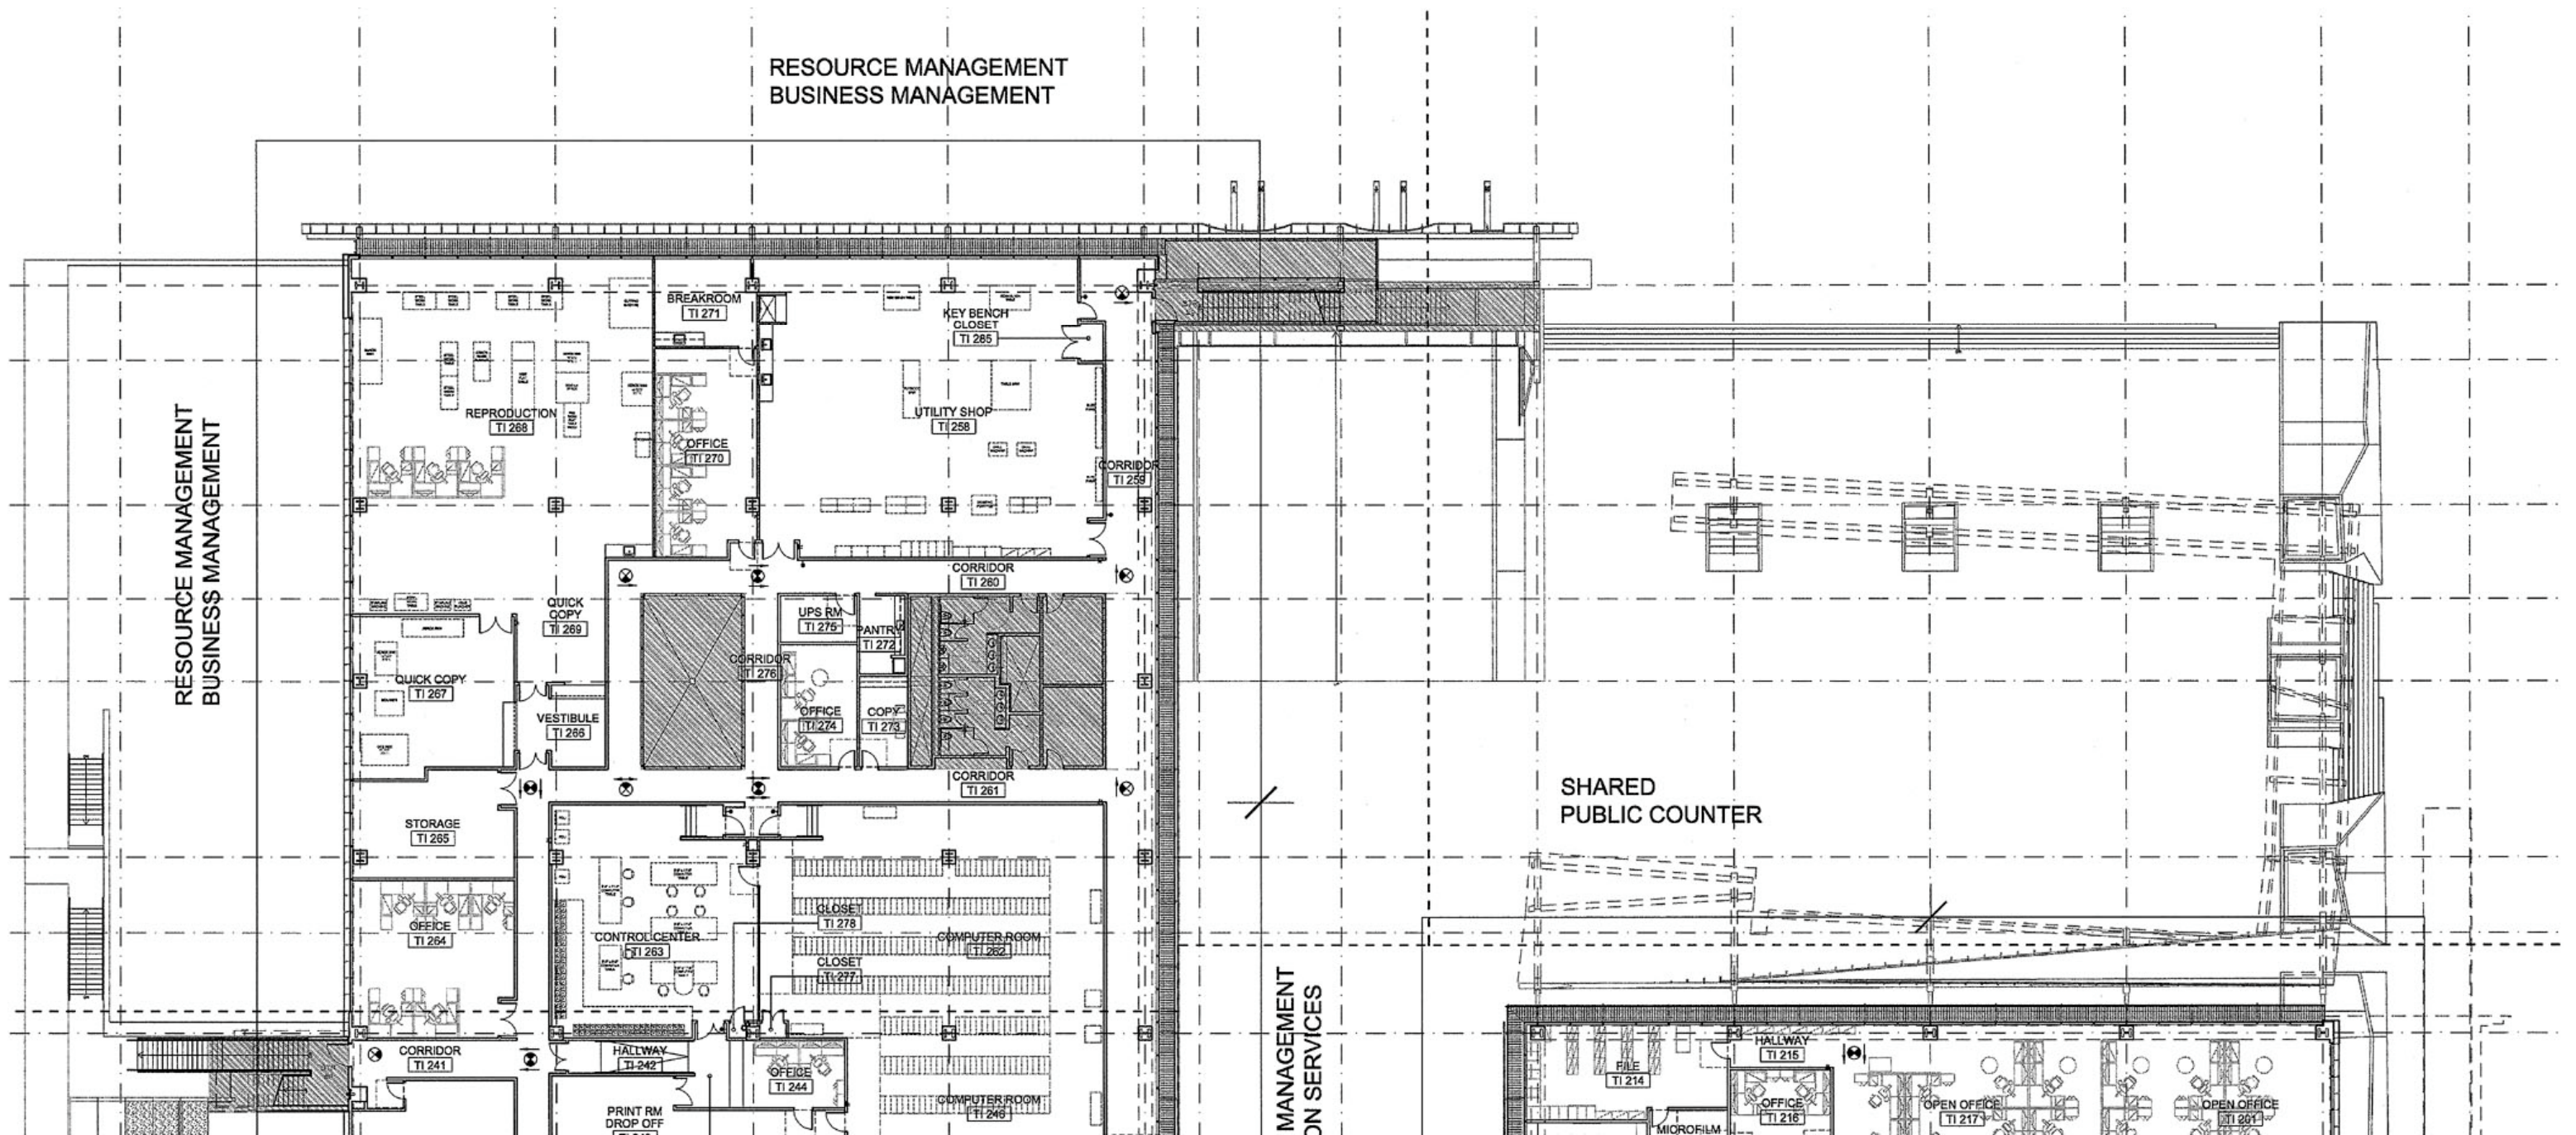 RESOURCE MANAGEMENT
BUSINESS MANAGEMENT
RESOURCE MANAGEMENT
BUSINESS MANAGEMENT
BREAKROOM
TI 271
KEY BENCH
CLOSET
TI 285
REPRODUCTION
TI 268
UTILITY SHOP
TI 258
OFFICE
TI 270
CORRIDOR
TI 259
CORRIDOR
TI 260
QUICK
COPY
TI 269
UPS RM
TI 275
PANTRY
TI 272
CORRIDOR
TI 276
QUICK COPY
TI 267
VESTIBULE
TI 266
OFFICE
TI 274
COPY
TI 273
CORRIDOR
TI 261
SHARED
PUBLIC COUNTER
STORAGE
TI 265
CLOSET
TI 278
OFFICE
TI 264
CONTROL CENTER
TI 263
COMPUTER ROOM
TI 262
CLOSET
TI 277
MANAGEMENT
ON SERVICES
CORRIDOR
TI 241
HALLWAY
TI 242
OFFICE
TI 244
COMPUTER ROOM
TI 246
PRINT RM
DROP OFF
HALLWAY
TI 215
FILE
TI 214
OFFICE
TI 216
OPEN OFFICE
TI 217
OPEN OFFICE
TI 201
MICROFILM